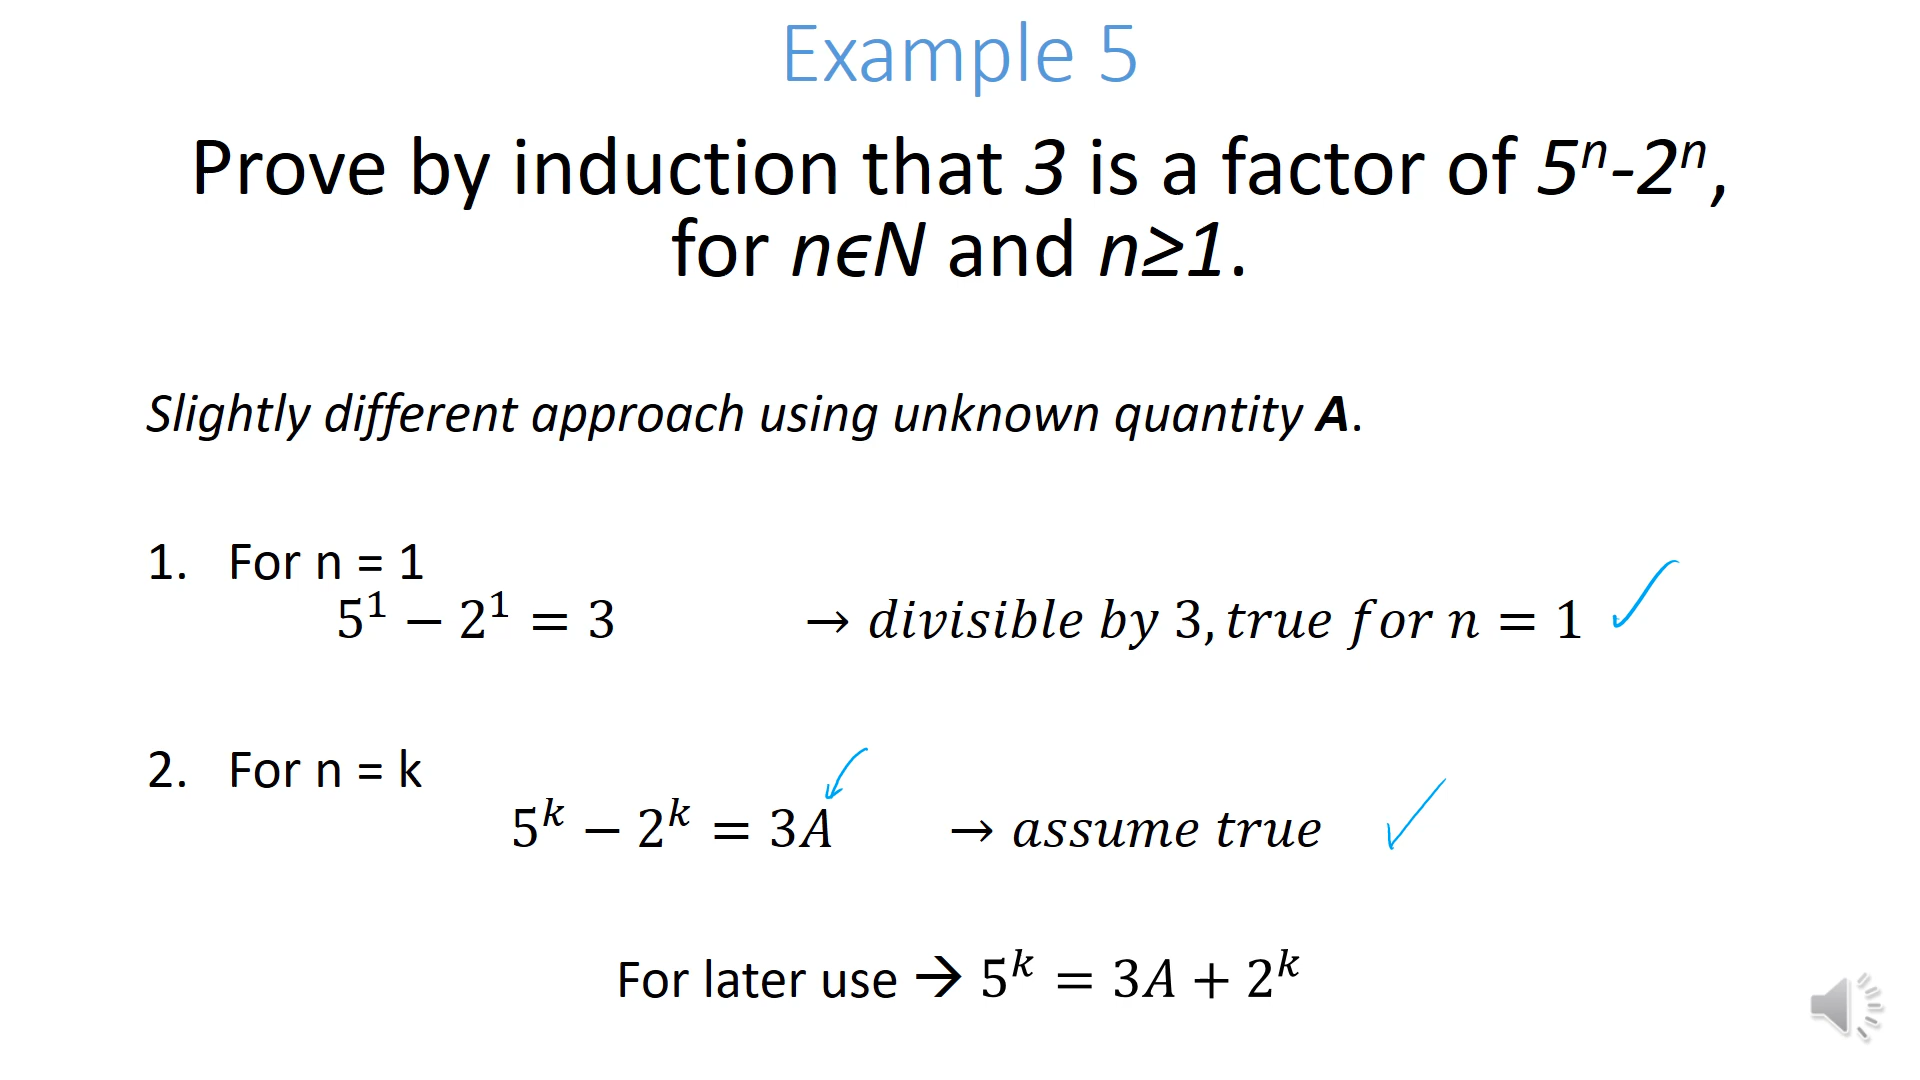 Example 5
Prove by induction that 3 is a factor of 5ⁿ-2ⁿ,
for nϵN and n≥1.
Slightly different approach using unknown quantity A.
1. For n = 1
5¹ − 2¹ = 3 → divisible by 3, true for n = 1 ✓
2. For n = k
5ᵏ − 2ᵏ = 3A → assume true ✓
For later use → 5ᵏ = 3A + 2ᵏ